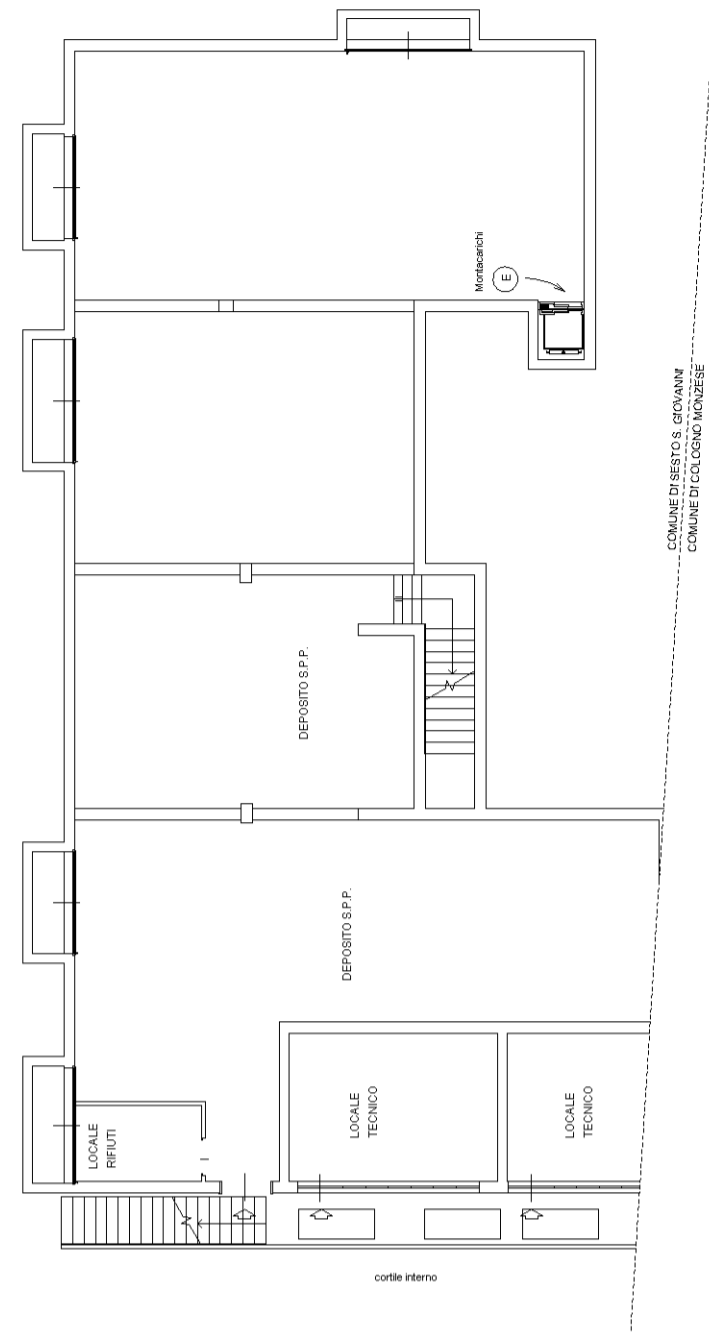 Montacarichi
E
COMUNE DI SESTO S. GIOVANNI
COMUNE DI COLOGNO MONZESE
DEPOSITO S.P.P.
DEPOSITO S.P.P.
LOCALE
RIFIUTI
LOCALE
TECNICO
LOCALE
TECNICO
cortile interno